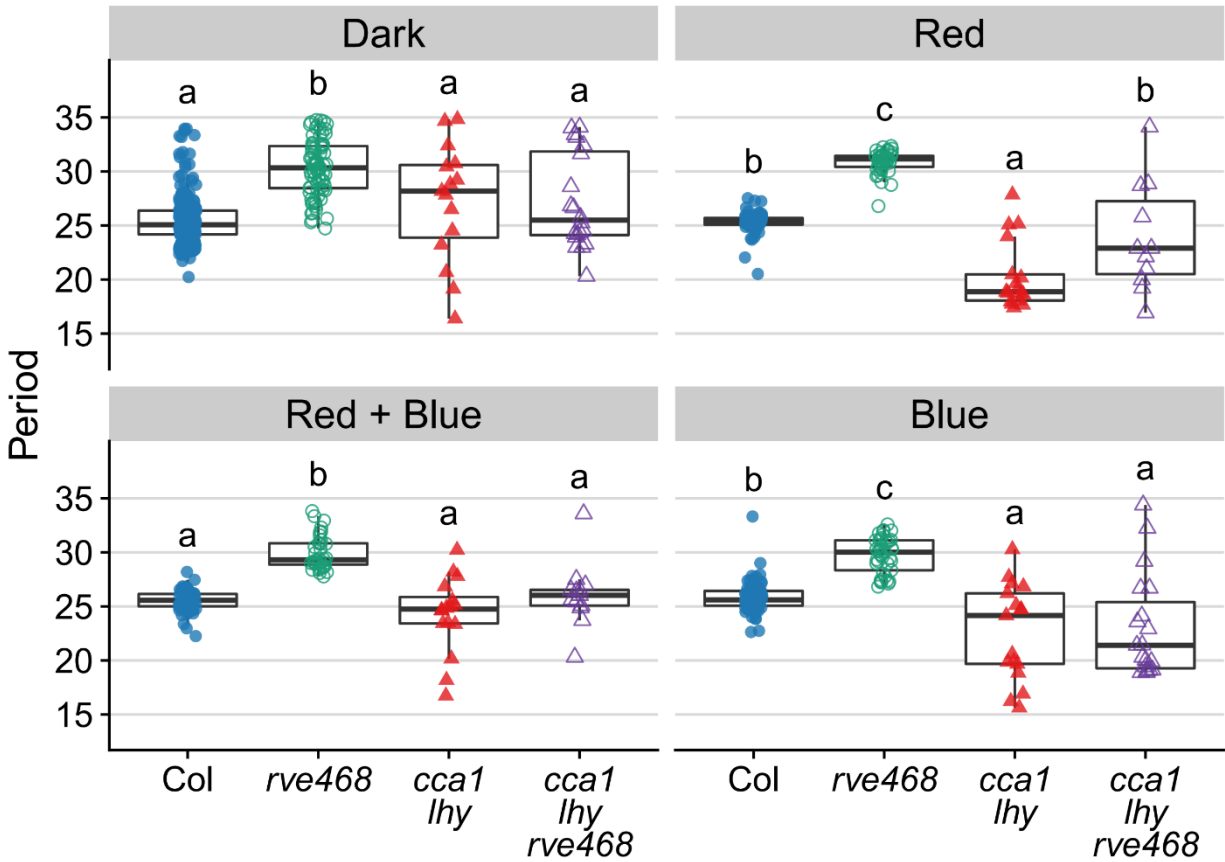 Dark
Red
a
b
a
a
b
c
a
b
35
30
25
20
15
Period
Red + Blue
Blue
a
b
a
a
b
c
a
a
35
30
25
20
15
Col
rve468
cca1
lhy
cca1
lhy
rve468
Col
rve468
cca1
lhy
cca1
lhy
rve468